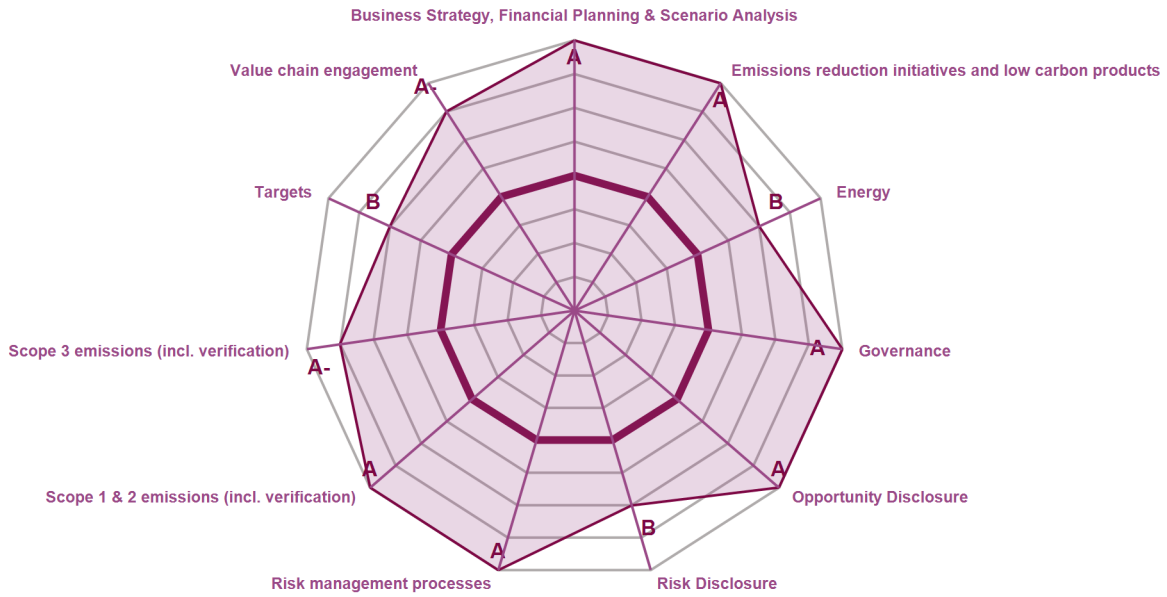 Business Strategy, Financial Planning & Scenario Analysis
A
Value chain engagement
A-
Emissions reduction initiatives and low carbon products
A
Targets
B
Energy
B
Scope 3 emissions (incl. verification)
A-
Governance
A
Scope 1 & 2 emissions (incl. verification)
A
Opportunity Disclosure
A
Risk management processes
A
Risk Disclosure
B